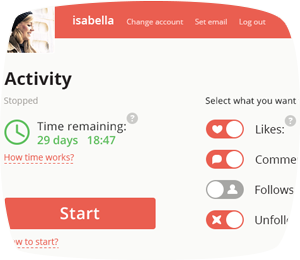 isabella Change account Set email Log out
Activity
Stopped
Time remaining: ?
29 days 18:47
How time works?
Start
to start?
Select what you want
Likes: ?
Comme
Follows
Unfoll